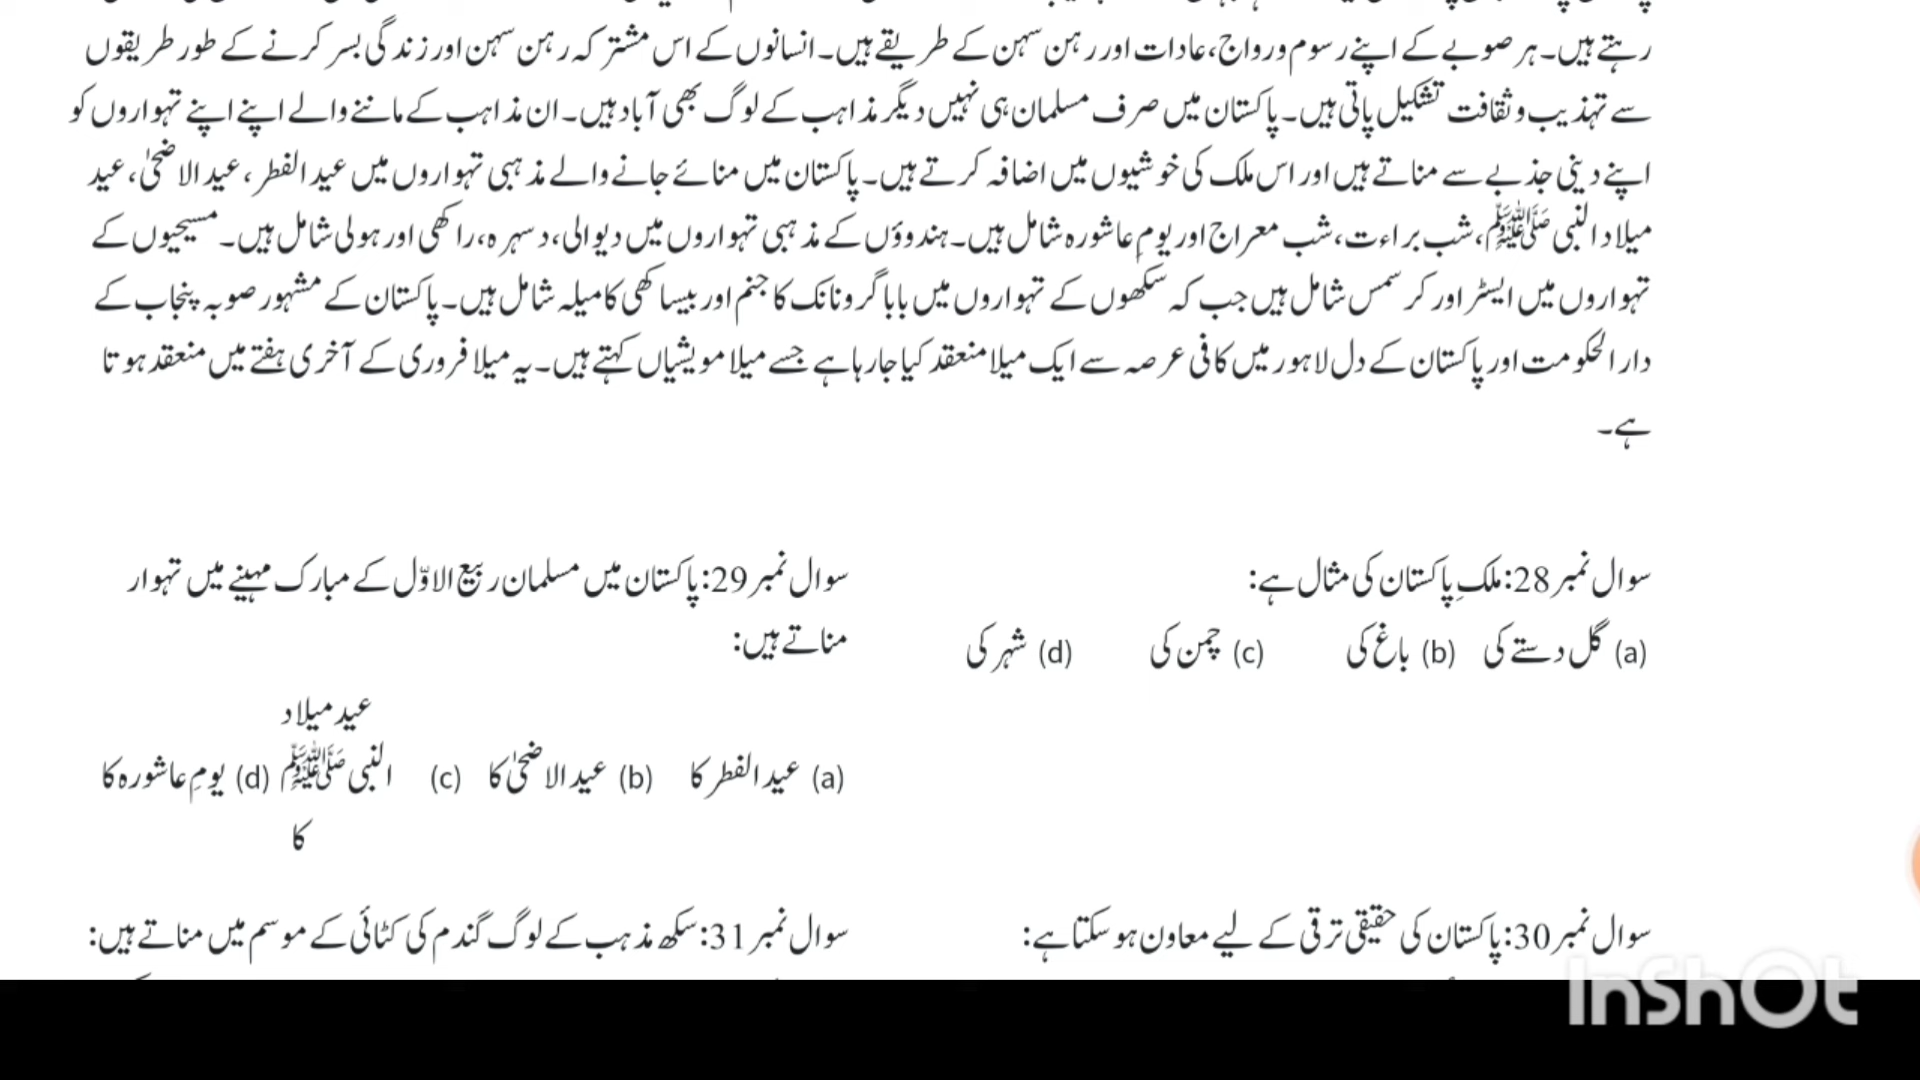 رہتے ہیں۔ ہر صوبے کے اپنے رسوم و رواج، عادات اور رہن سہن کے طریقے ہیں۔ انسانوں کے اس مشترکہ رہن سہن اور زندگی بسر کرنے کے طور طریقوں
سے تہذیب و ثقافت تشکیل پاتی ہیں۔ پاکستان میں صرف مسلمان ہی نہیں دیگر مذاہب کے لوگ بھی آباد ہیں۔ ان مذاہب کے ماننے والے اپنے اپنے تہواروں کو
اپنے دینی جذبے سے مناتے ہیں اور اس ملک کی خوشیوں میں اضافہ کرتے ہیں۔ پاکستان میں منائے جانے والے مذہبی تہواروں میں عید الفطر، عید الاضحیٰ، عید
میلاد النبی ﷺ، شب براءت، شب معراج اور یومِ عاشورہ شامل ہیں۔ ہندوؤں کے مذہبی تہواروں میں دیوالی، دسہرہ، راکھی اور ہولی شامل ہیں۔ مسیحیوں کے
تہواروں میں ایسٹر اور کرسمس شامل ہیں جب کہ سکھوں کے تہواروں میں بابا گرونانک کا جنم اور بیساکھی کا میلہ شامل ہیں۔ پاکستان کے مشہور صوبہ پنجاب کے
دار الحکومت اور پاکستان کے دل لاہور میں کافی عرصہ سے ایک میلا منعقد کیا جا رہا ہے جسے میلا مویشیاں کہتے ہیں۔ یہ میلا فروری کے آخری ہفتے میں منعقد ہوتا
ہے۔
سوال نمبر 28: ملکِ پاکستان کی مثال ہے:
(a) گل دستے کی (b) باغ کی (c) چمن کی (d) شہر کی
سوال نمبر 29: پاکستان میں مسلمان ربیع الاوّل کے مبارک مہینے میں تہوار
مناتے ہیں:
(a) عید الفطر کا (b) عید الاضحیٰ کا (c) عید میلاد
النبی ﷺ
کا
(d) یومِ عاشورہ کا
سوال نمبر 30: پاکستان کی حقیقی ترقی کے لیے معاون ہو سکتا ہے:
سوال نمبر 31: سکھ مذہب کے لوگ گندم کی کٹائی کے موسم میں مناتے ہیں:
InShOt